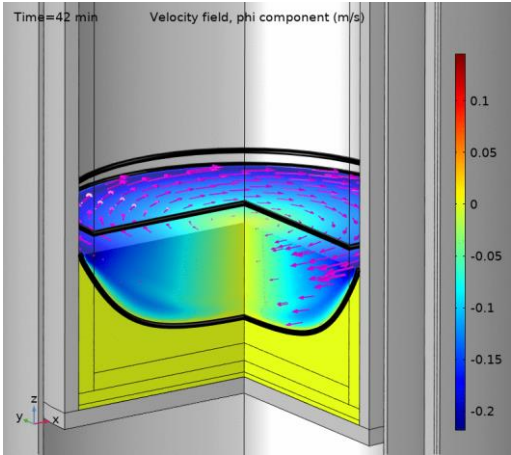 Time=42 min Velocity field, phi component (m/s)
0.1
0.05
0
-0.05
-0.1
-0.15
-0.2
z
y x